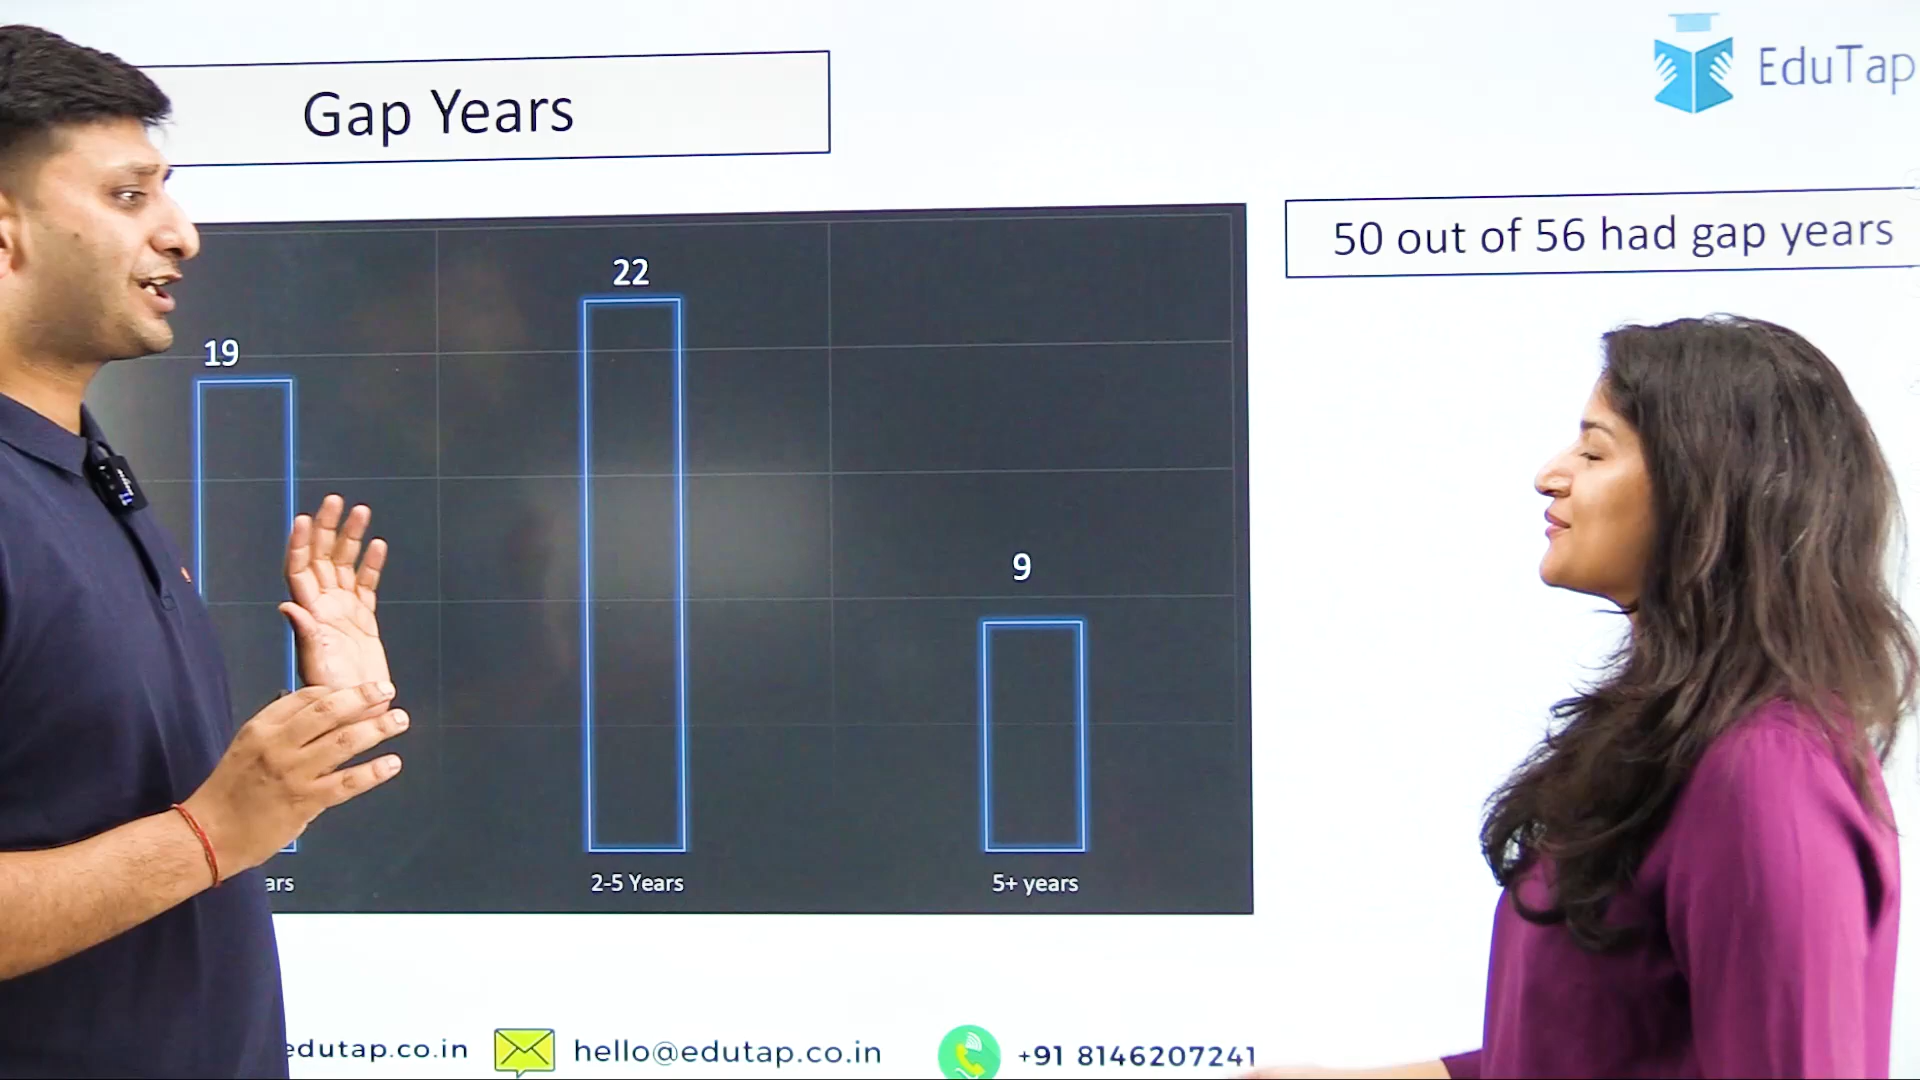 Gap Years
EduTap
50 out of 56 had gap years
22
19
9
2-5 Years
5+ years
edutap.co.in
hello@edutap.co.in
+91 8146207241